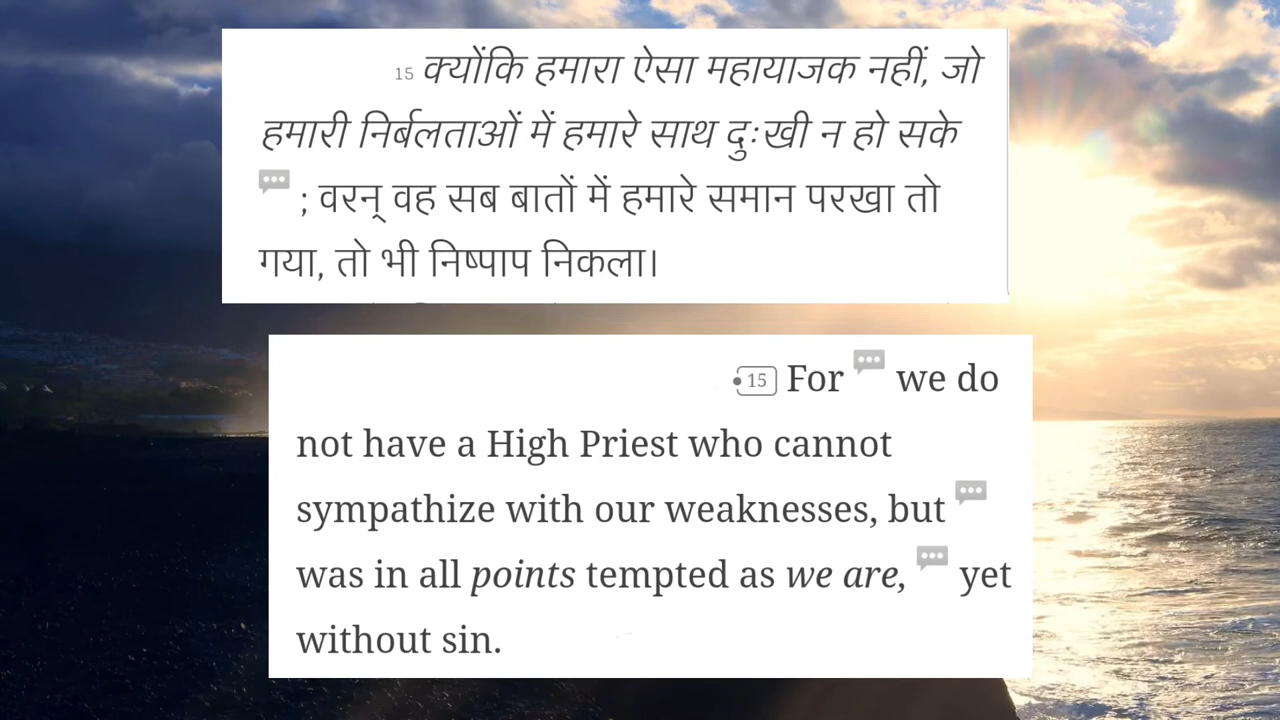 15 क्योंकि हमारा ऐसा महायाजक नहीं, जो
हमारी निर्बलताओं में हमारे साथ दुःखी न हो सके
; वरन् वह सब बातों में हमारे समान परखा तो
गया, तो भी निष्पाप निकला।
15 For we do
not have a High Priest who cannot
sympathize with our weaknesses, but
was in all points tempted as we are, yet
without sin.